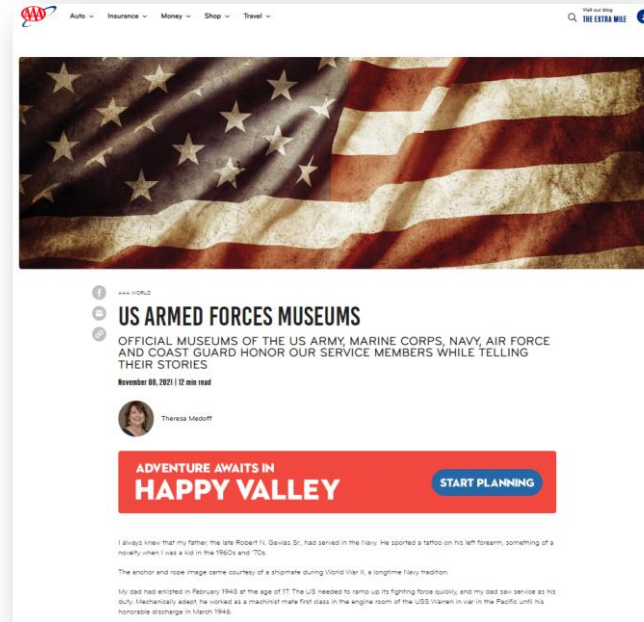 AAA
Auto Insurance Money Shop Travel
Visit our blog
THE EXTRA MILE
AAA WORLD
US ARMED FORCES MUSEUMS
OFFICIAL MUSEUMS OF THE US ARMY, MARINE CORPS, NAVY, AIR FORCE
AND COAST GUARD HONOR OUR SERVICE MEMBERS WHILE TELLING
THEIR STORIES
November 08, 2021 | 12 min read
Theresa Medoff
ADVENTURE AWAITS IN
HAPPY VALLEY
START PLANNING
I always knew that my father, the late Robert N. Gawlas Sr., had served in the Navy. He sported a tattoo on his left forearm, something of a
novelty when I was a kid in the 1960s and '70s.
The anchor and rope image came courtesy of a shipmate during World War II, a longtime Navy tradition.
My dad had enlisted in February 1943 at the age of 17. The US needed to ramp up its fighting force quickly, and my dad saw service as his
duty. Mechanically adept, he worked as a machinist mate first class in the engine room of the USS Warren in war in the Pacific until his
honorable discharge in March 1946.